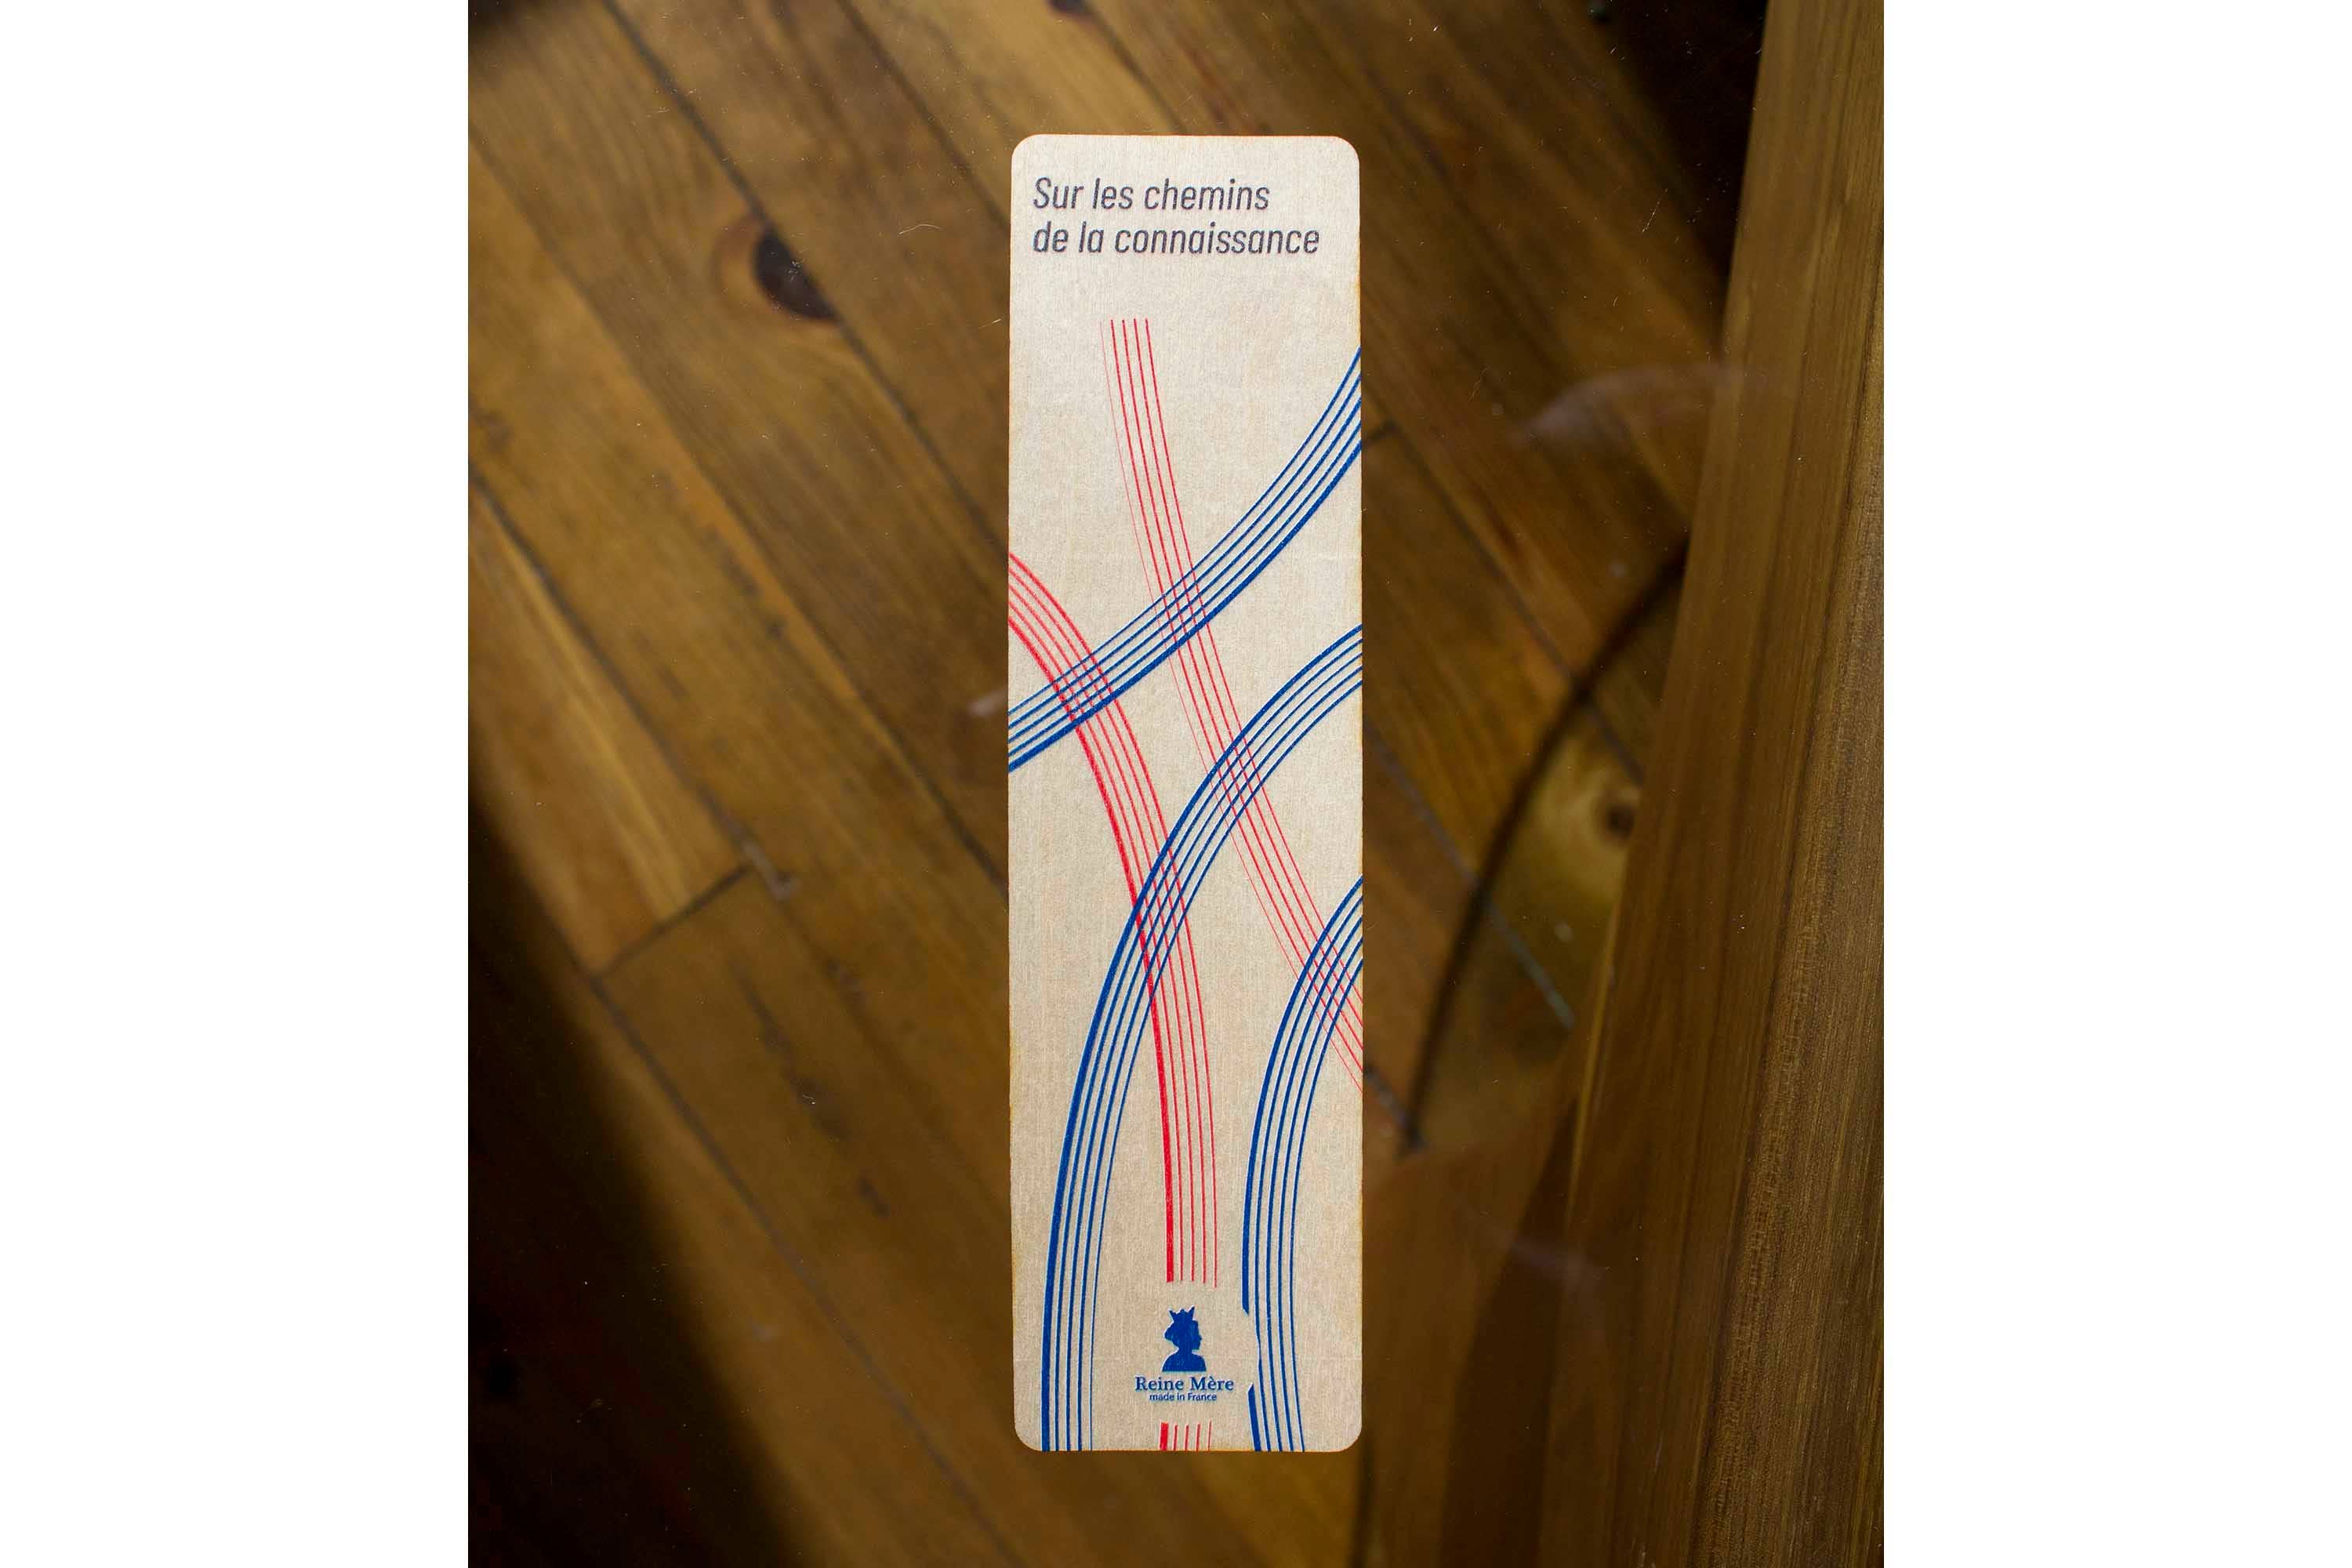 Sur les chemins
de la connaissance
Reine Mère
made in France